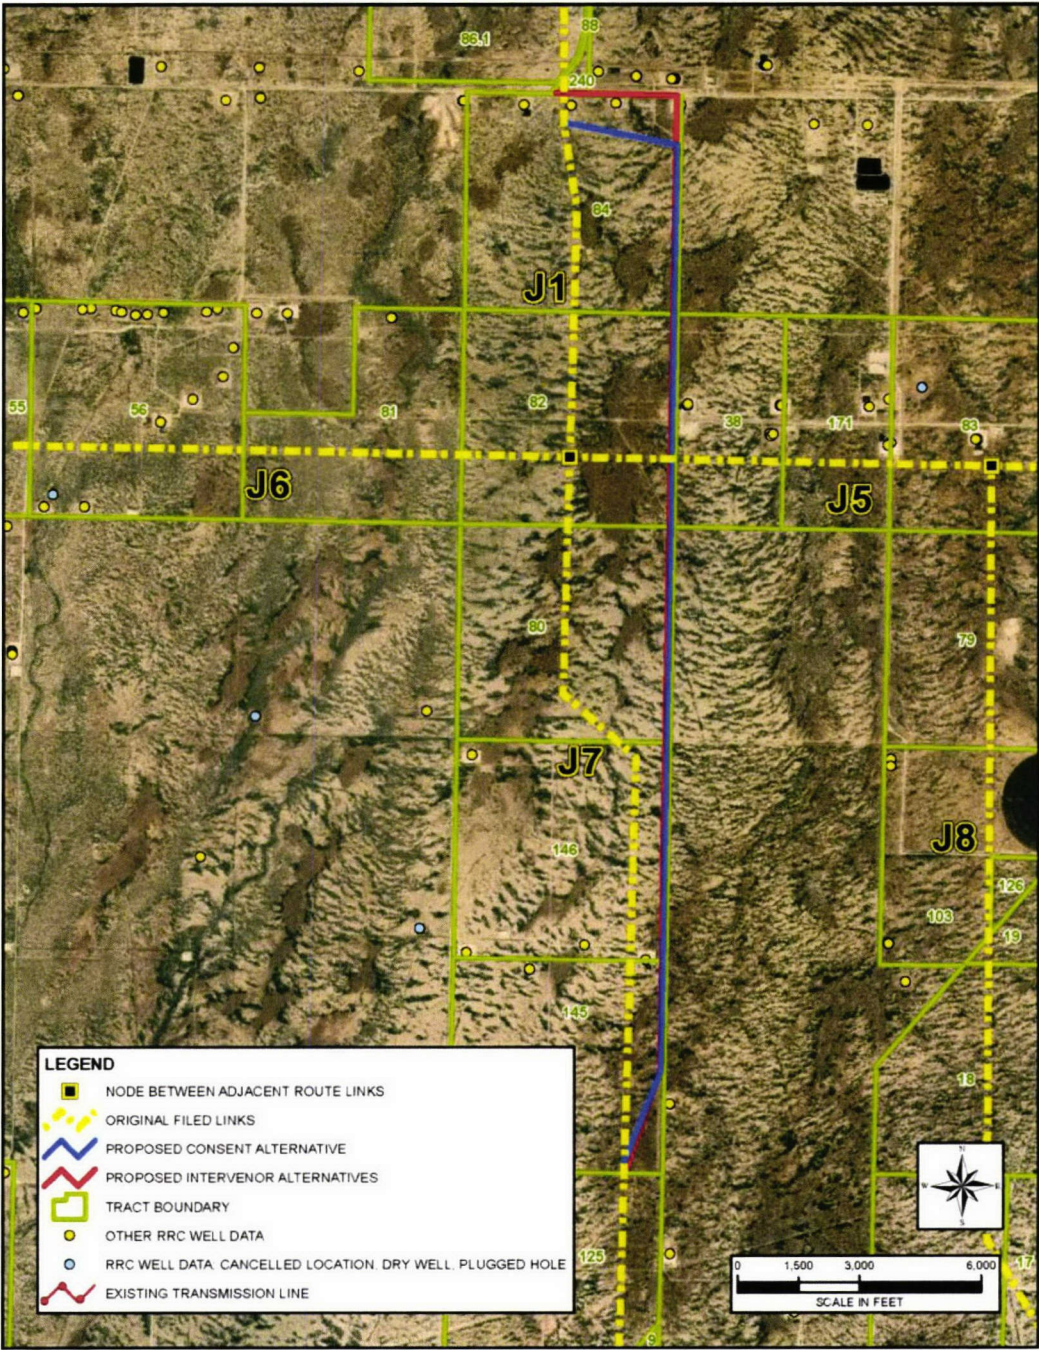 86.1
88
240
84
J1
55
56
81
82
38
171
83
J6
J5
80
79
J7
146
J8
126
103
19
145
18
LEGEND
NODE BETWEEN ADJACENT ROUTE LINKS
ORIGINAL FILED LINKS
PROPOSED CONSENT ALTERNATIVE
PROPOSED INTERVENOR ALTERNATIVES
TRACT BOUNDARY
OTHER RRC WELL DATA
RRC WELL DATA, CANCELLED LOCATION, DRY WELL, PLUGGED HOLE
EXISTING TRANSMISSION LINE
N
W E
S
125
17
0 1,500 3,000 6,000
SCALE IN FEET
9